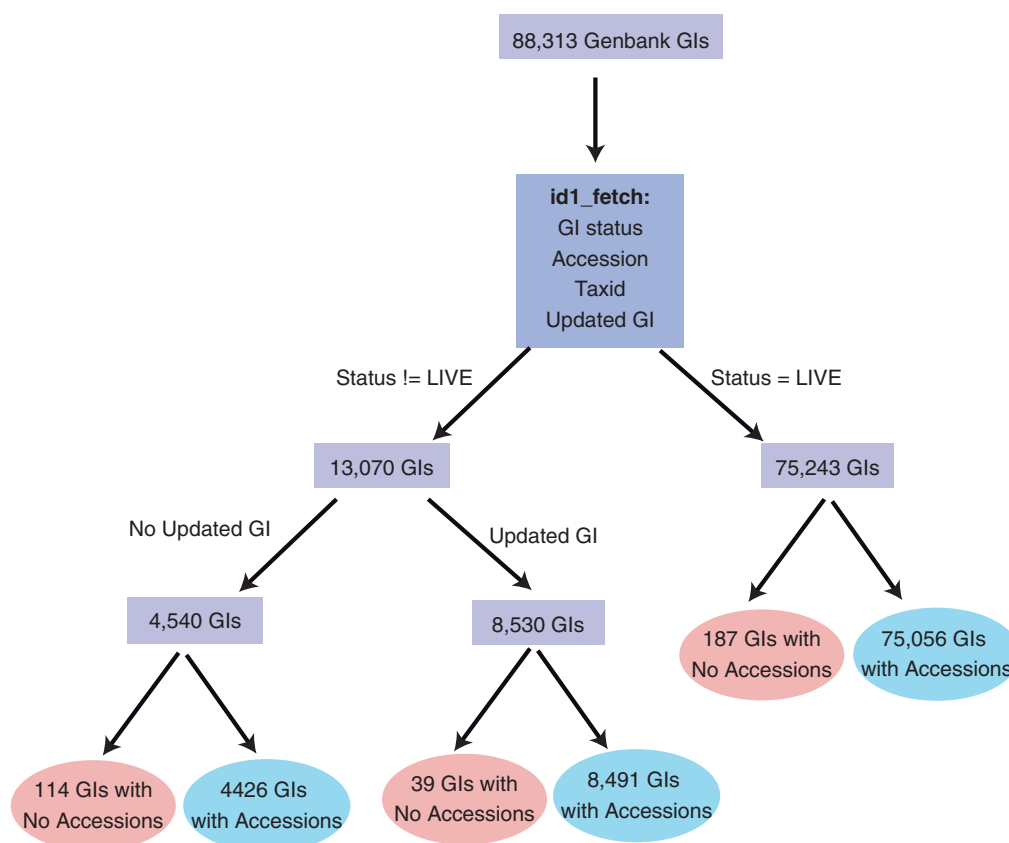 88,313 Genbank GIs
id1_fetch:
GI status
Accession
Taxid
Updated GI
Status != LIVE
Status = LIVE
13,070 GIs
75,243 GIs
No Updated GI
Updated GI
4,540 GIs
8,530 GIs
187 GIs with
No Accessions
75,056 GIs
with Accessions
114 GIs with
No Accessions
4426 GIs
with Accessions
39 GIs with
No Accessions
8,491 GIs
with Accessions